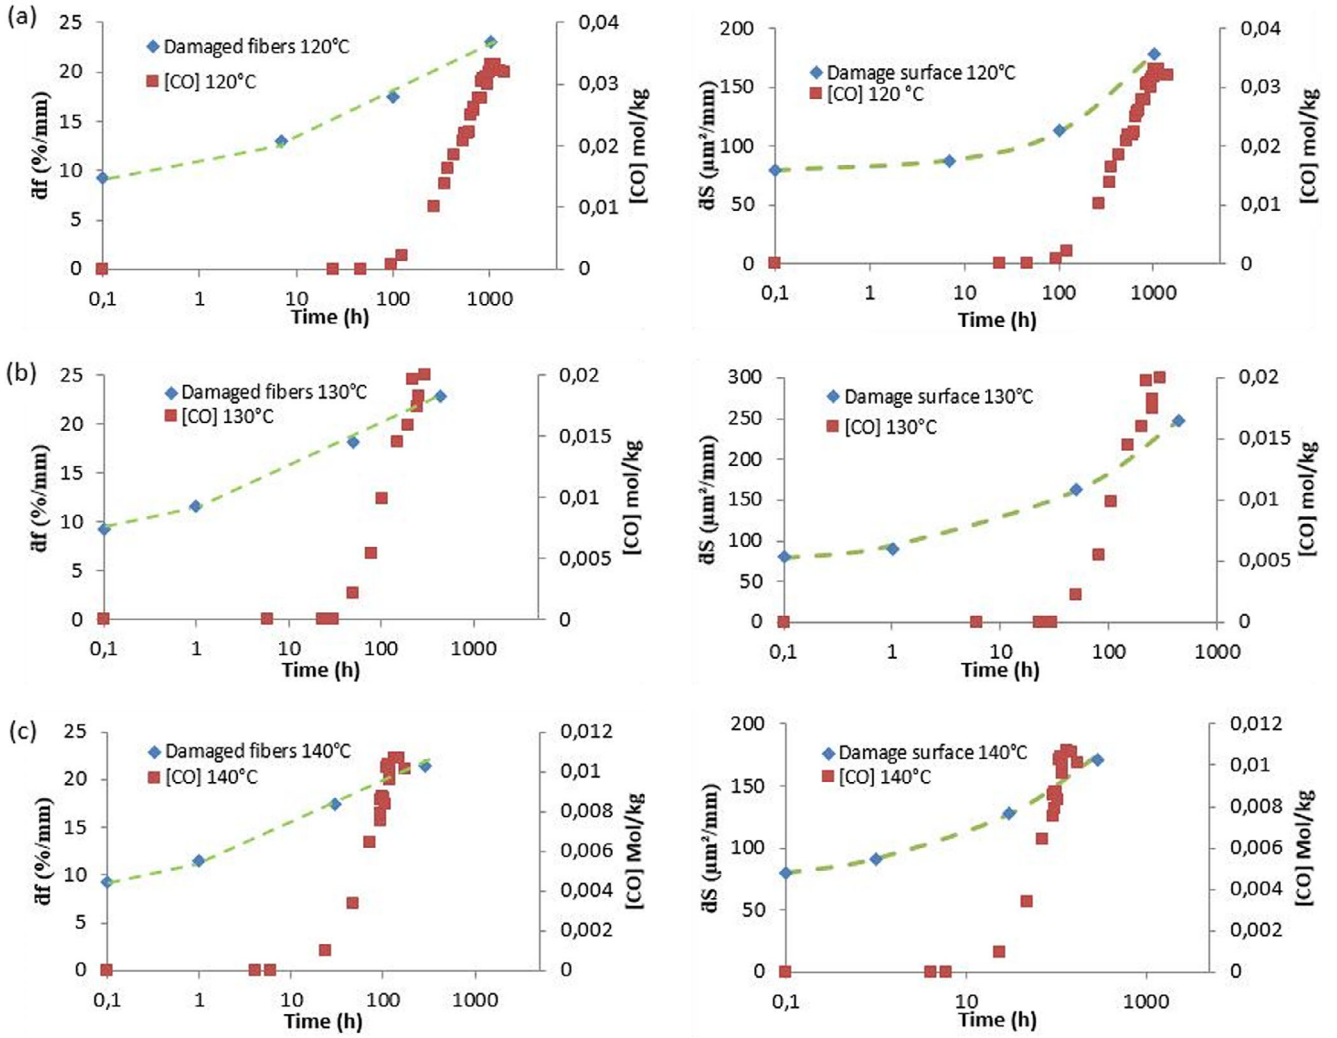 (a)
25
20
15
10
5
0
d̄f (%/mm)
Damaged fibers 120°C
[CO] 120°C
0,04
0,03
0,02
0,01
0
[CO] mol/kg
0,1 1 10 100 1000
Time (h)
200
150
100
50
0
d̄S (µm²/mm)
Damage surface 120°C
[CO] 120 °C
0,04
0,03
0,02
0,01
0
[CO] mol/kg
0,1 1 10 100 1000
Time (h)
(b)
25
20
15
10
5
0
d̄f (%/mm)
Damaged fibers 130°C
[CO] 130°C
0,02
0,015
0,01
0,005
0
[CO] mol/kg
0,1 1 10 100 1000
Time (h)
300
250
200
150
100
50
0
d̄S (µm²/mm)
Damage surface 130°C
[CO] 130°C
0,02
0,015
0,01
0,005
0
[CO] mol/kg
0,1 1 10 100 1000
Time (h)
(c)
25
20
15
10
5
0
d̄f (%/mm)
Damaged fibers 140°C
[CO] 140°C
0,012
0,01
0,008
0,006
0,004
0,002
0
[CO] Mol/kg
0,1 1 10 100 1000
Time (h)
200
150
100
50
0
d̄S (µm²/mm)
Damage surface 140°C
[CO] 140°C
0,012
0,01
0,008
0,006
0,004
0,002
0
[CO] Mol/kg
0,1 10 1000
Time (h)